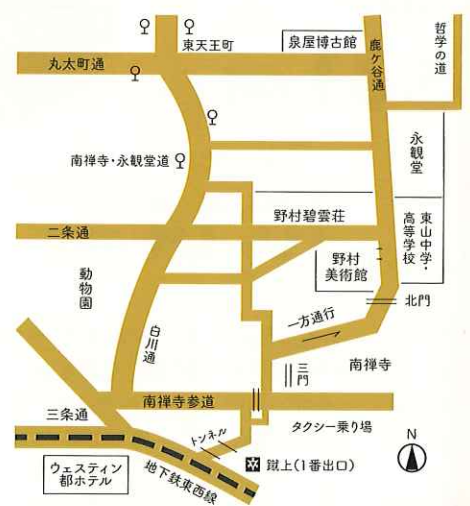 東天王町
泉屋博古館
鹿ケ谷通
哲学の道
丸太町通
永観堂
南禅寺・永観堂道
東山中学・
高等学校
野村碧雲荘
二条通
野村
美術館
動物園
北門
一方通行
白川通
三門
南禅寺
南禅寺参道
三条通
タクシー乗り場
トンネル
N
蹴上(1番出口)
ウェスティン
都ホテル
地下鉄東西線